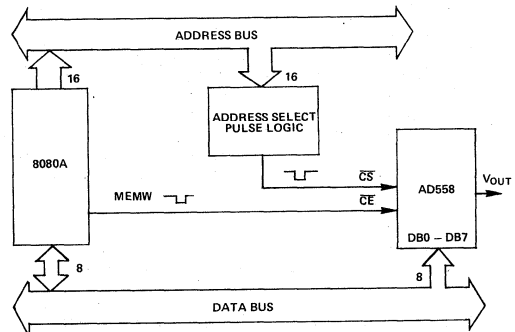 ADDRESS BUS
16
16
ADDRESS SELECT
PULSE LOGIC
8080A
CS
AD558
VOUT
MEMW
CE
DB0 – DB7
8
8
DATA BUS